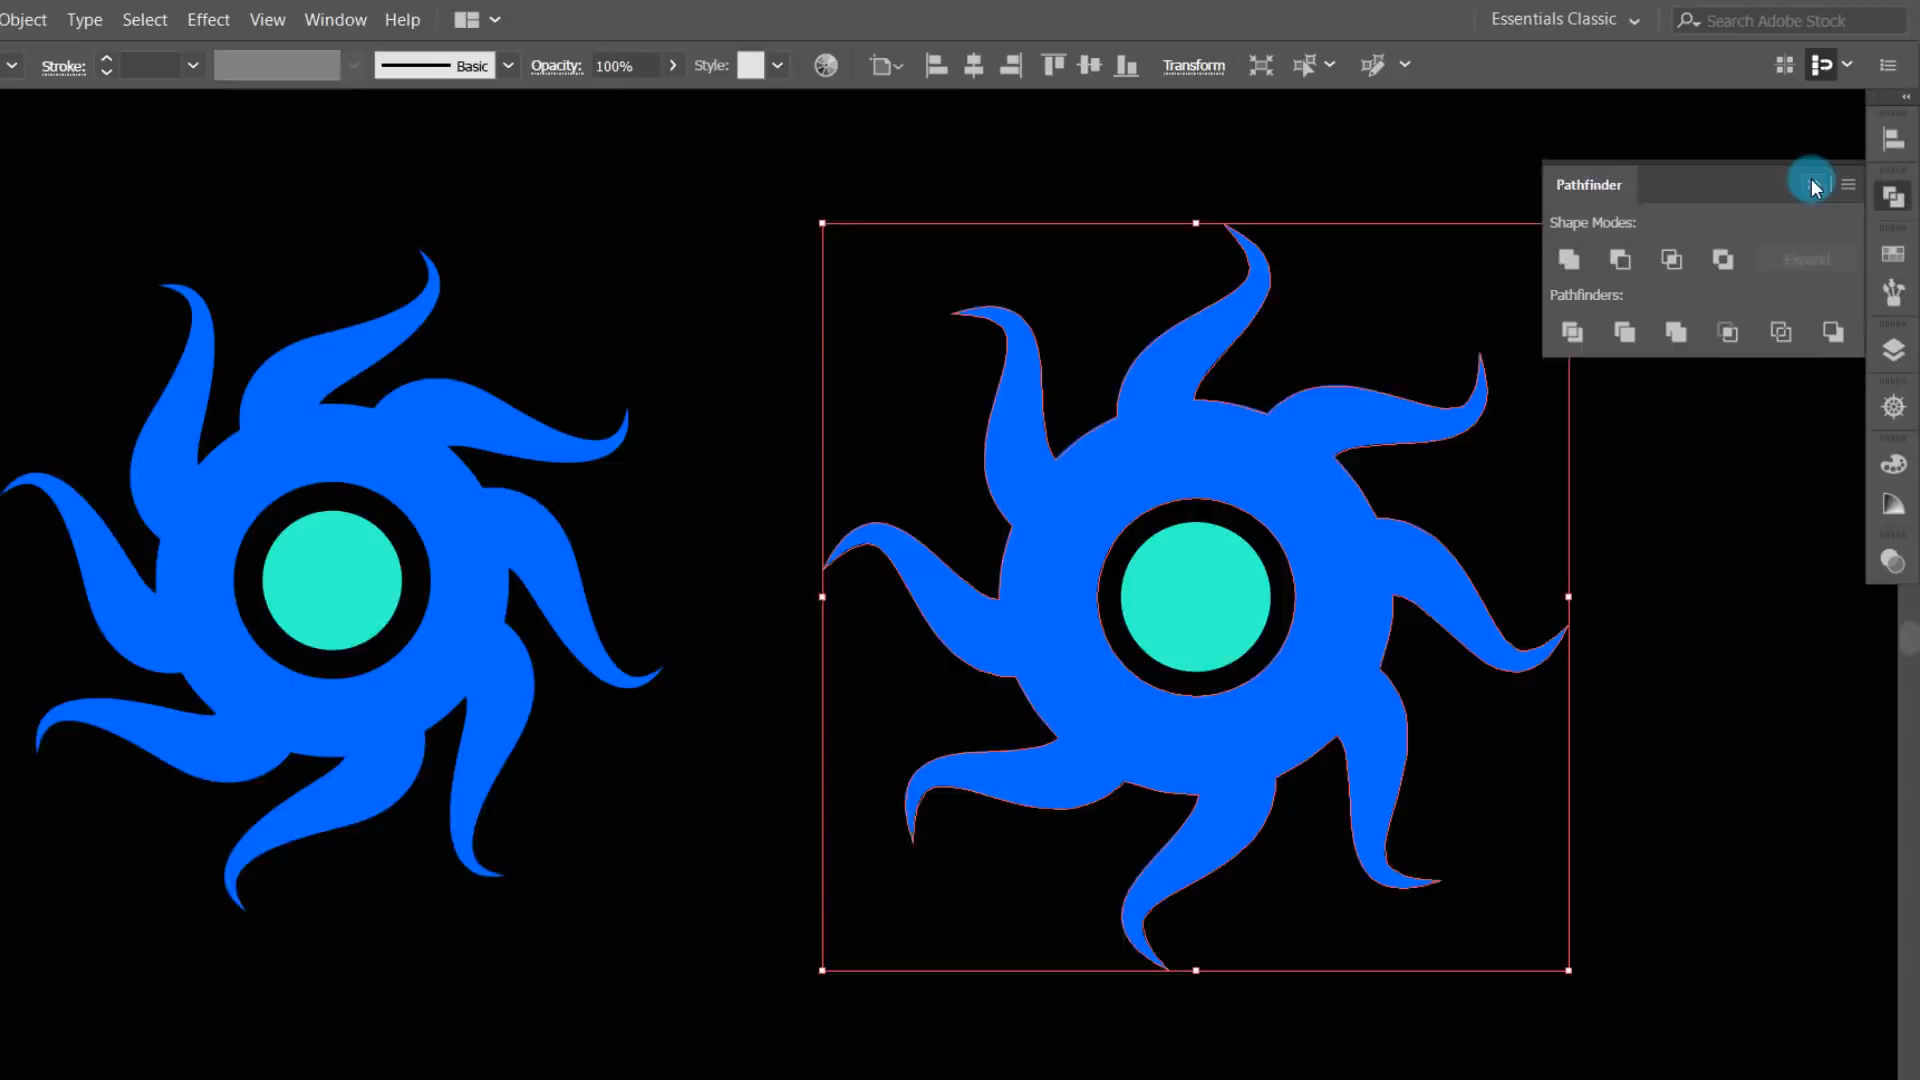 Object Type Select Effect View Window Help Essentials Classic Search Adobe Stock
Stroke: Basic Opacity: 100% Style: Transform
Pathfinder
Shape Modes:
Expand
Pathfinders: